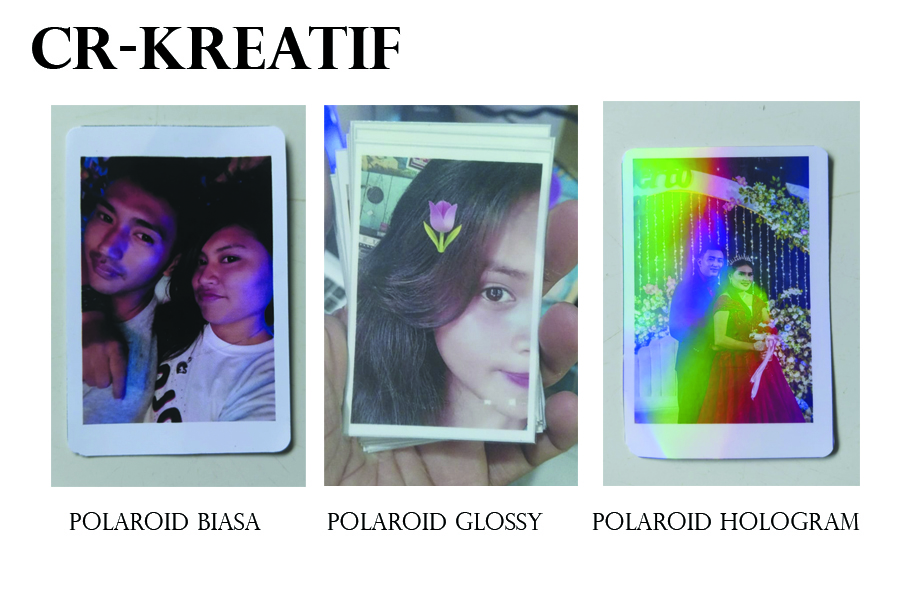 CR-KREATIF
POLAROID BIASA
POLAROID GLOSSY
POLAROID HOLOGRAM